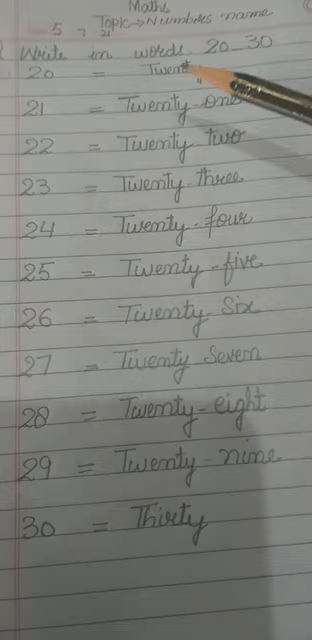 Maths
5, Topic → Numbers name
Write in words. 20-30
20 = Twent
21 = Twenty-one
22 = Twenty two
23 = Twenty-three
24 = Twenty-four
25 = Twenty-five
26 = Twenty-Six
27 = Twenty Seven
28 = Twenty-eight
29 = Twenty-nine
30 = Thirty